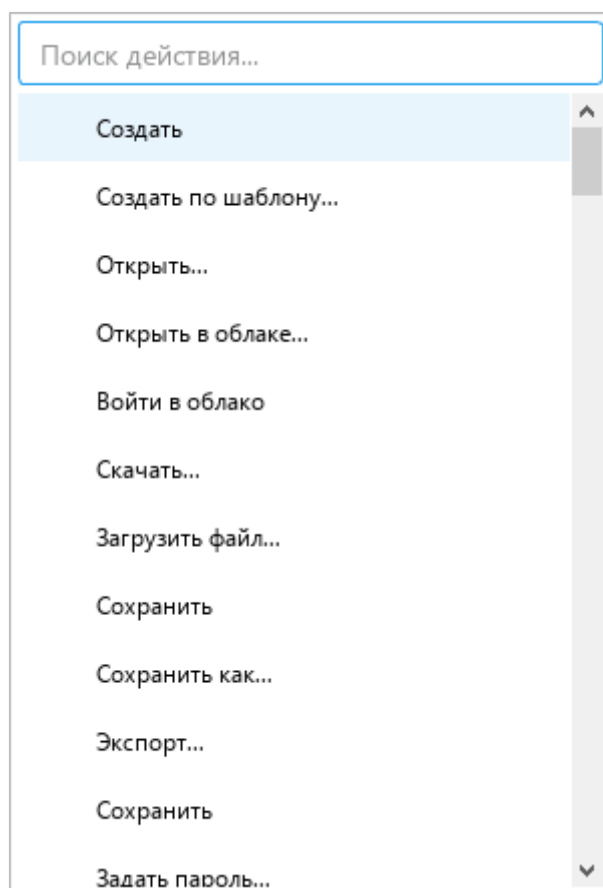 Поиск действия...
Создать
Создать по шаблону...
Открыть...
Открыть в облаке...
Войти в облако
Скачать...
Загрузить файл...
Сохранить
Сохранить как...
Экспорт...
Сохранить
Задать пароль...